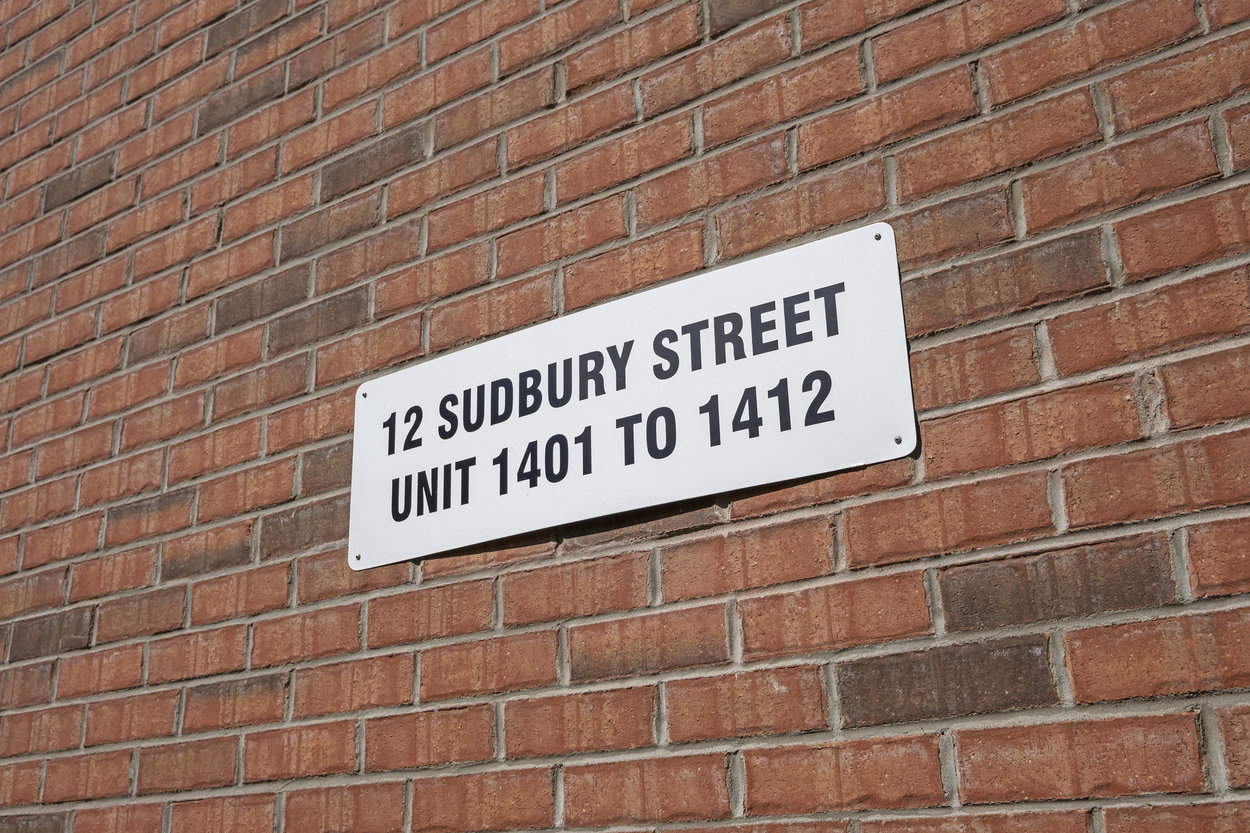 12 SUDBURY STREET
UNIT 1401 TO 1412